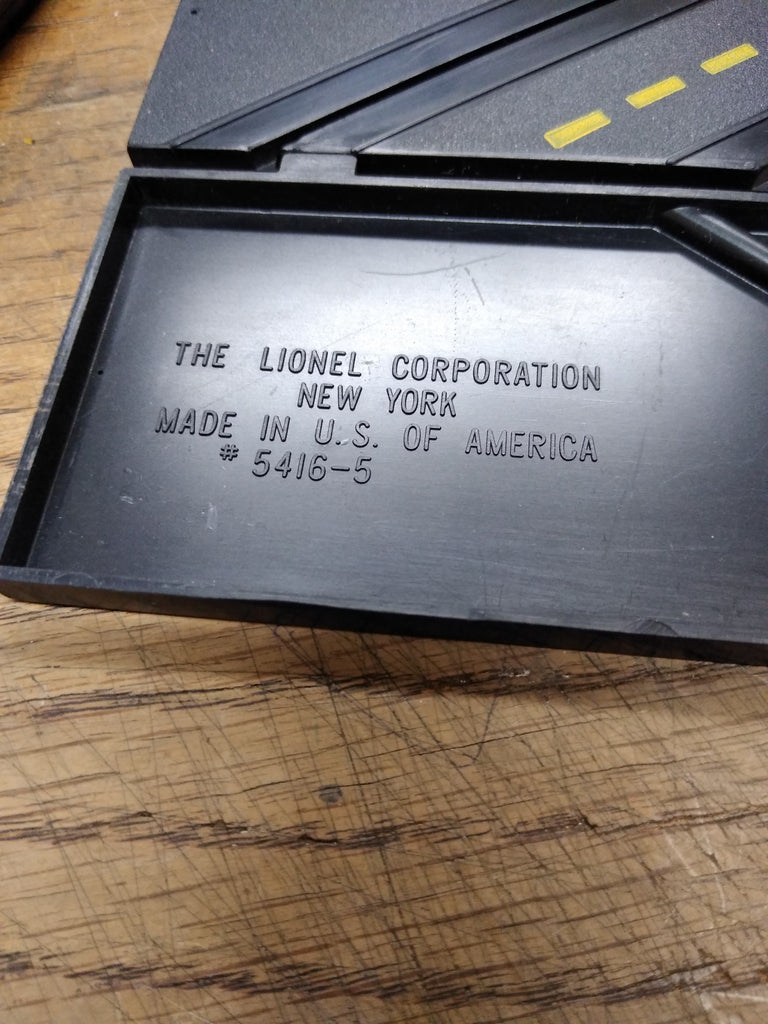 THE LIONEL CORPORATION
NEW YORK
MADE IN U.S. OF AMERICA
# 5416-5